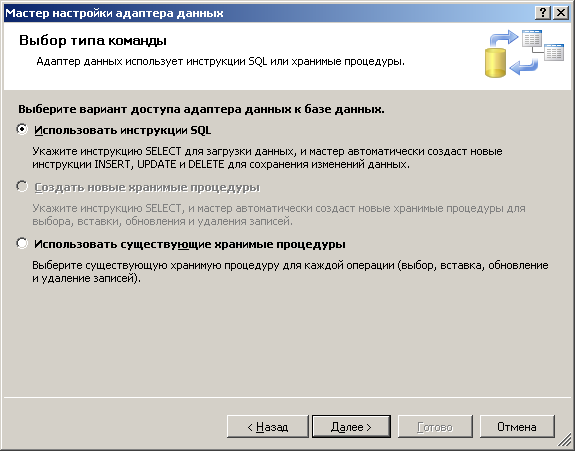 Мастер настройки адаптера данных
Выбор типа команды
Адаптер данных использует инструкции SQL или хранимые процедуры.
Выберите вариант доступа адаптера данных к базе данных.
Использовать инструкции SQL
Укажите инструкцию SELECT для загрузки данных, и мастер автоматически создаст новые
инструкции INSERT, UPDATE и DELETE для сохранения изменений данных.
Создать новые хранимые процедуры
Укажите инструкцию SELECT, и мастер автоматически создаст новые хранимые процедуры для
выбора, вставки, обновления и удаления записей.
Использовать существующие хранимые процедуры
Выберите существующую хранимую процедуру для каждой операции (выбор, вставка, обновление
и удаление записей).
< Назад
Далее >
Готово
Отмена